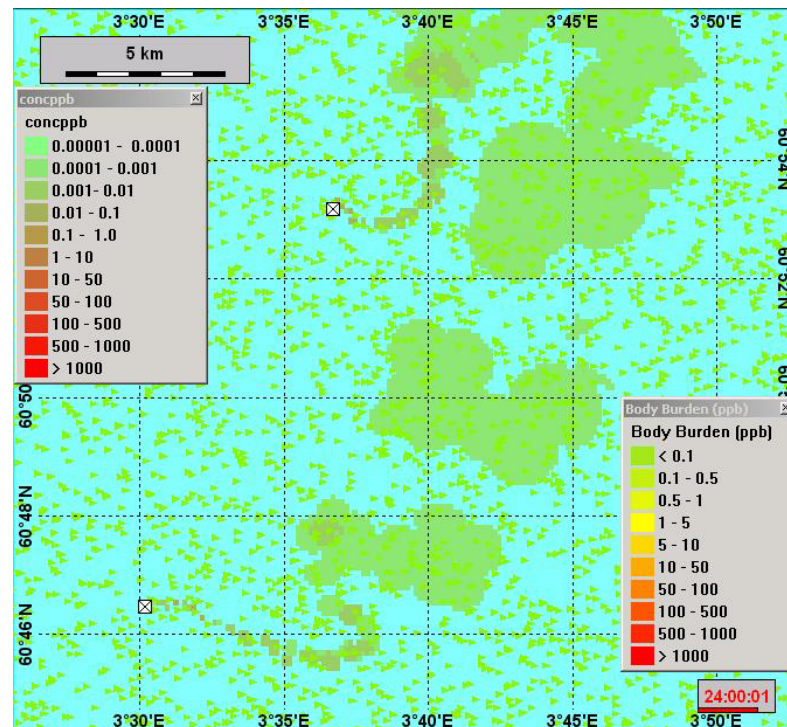 3°30'E 3°35'E 3°40'E 3°45'E 3°50'E
5 km
concppb
concppb
0.00001 - 0.0001
0.0001 - 0.001
0.001- 0.01
0.01 - 0.1
0.1 - 1.0
1 - 10
10 - 50
50 - 100
100 - 500
500 - 1000
> 1000
60°54'N
60°52'N
60°50'
60°48'N
60°46'N
Body Burden (ppb)
Body Burden (ppb)
< 0.1
0.1 - 0.5
0.5 - 1
1 - 5
5 - 10
10 - 50
50 - 100
100 - 500
500 - 1000
> 1000
24:00:01
3°30'E 3°35'E 3°40'E 3°45'E 3°50'E